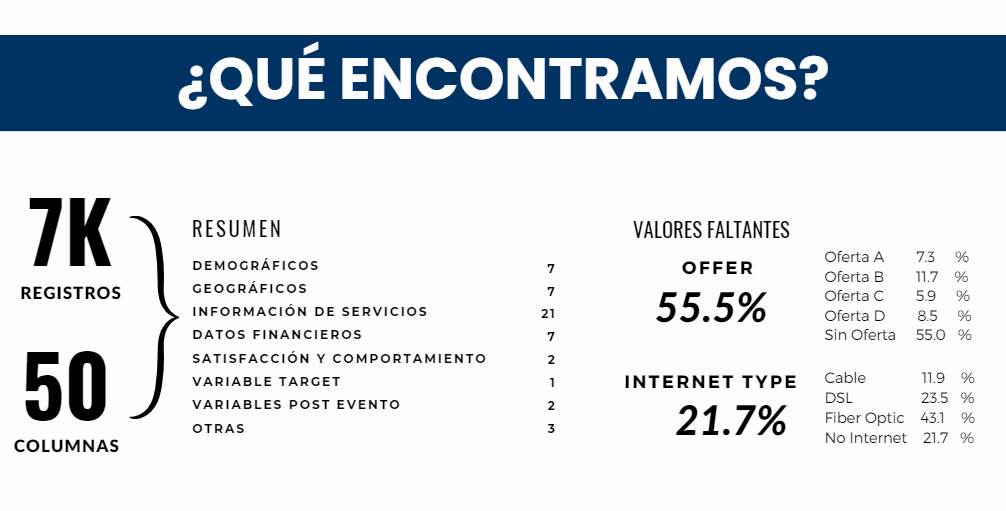 ¿QUÉ ENCONTRAMOS?
7K
REGISTROS
50
COLUMNAS
RESUMEN
DEMOGRÁFICOS 7
GEOGRÁFICOS 7
INFORMACIÓN DE SERVICIOS 21
DATOS FINANCIEROS 7
SATISFACCIÓN Y COMPORTAMIENTO 2
VARIABLE TARGET 1
VARIABLES POST EVENTO 2
OTRAS 3
VALORES FALTANTES
OFFER
55.5%
Oferta A 7.3 %
Oferta B 11.7 %
Oferta C 5.9 %
Oferta D 8.5 %
Sin Oferta 55.0 %
INTERNET TYPE
21.7%
Cable 11.9 %
DSL 23.5 %
Fiber Optic 43.1 %
No Internet 21.7 %